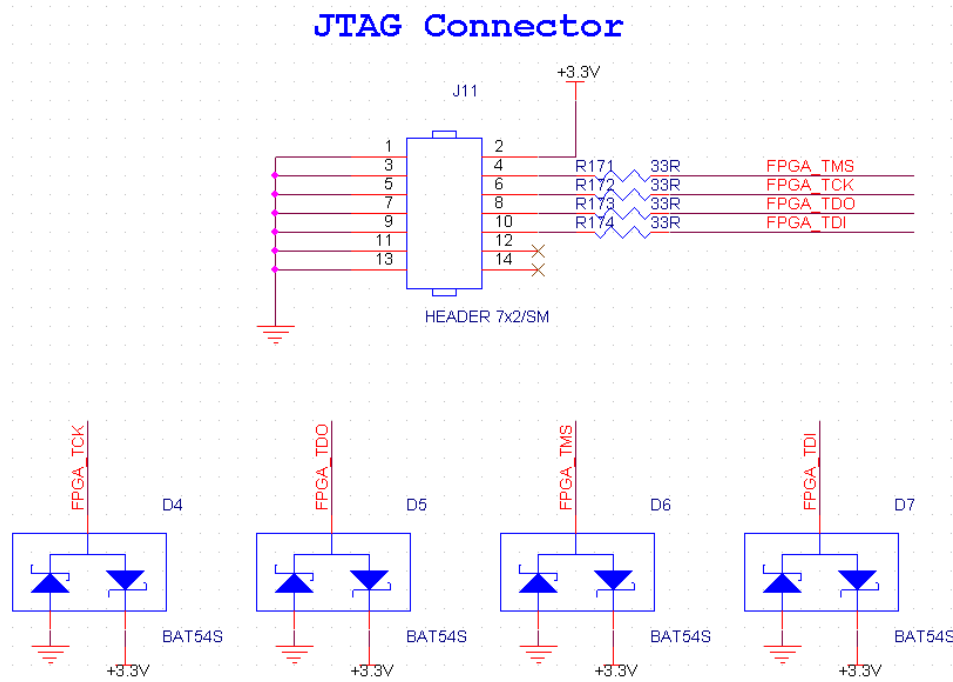 JTAG Connector
+3.3V
J11
1 2
3 4 R171 33R FPGA_TMS
5 6 R172 33R FPGA_TCK
7 8 R173 33R FPGA_TDO
9 10 R174 33R FPGA_TDI
11 12
13 14
HEADER 7x2/SM
FPGA_TCK FPGA_TDO FPGA_TMS FPGA_TDI
D4 D5 D6 D7
BAT54S BAT54S BAT54S BAT54S
+3.3V +3.3V +3.3V +3.3V